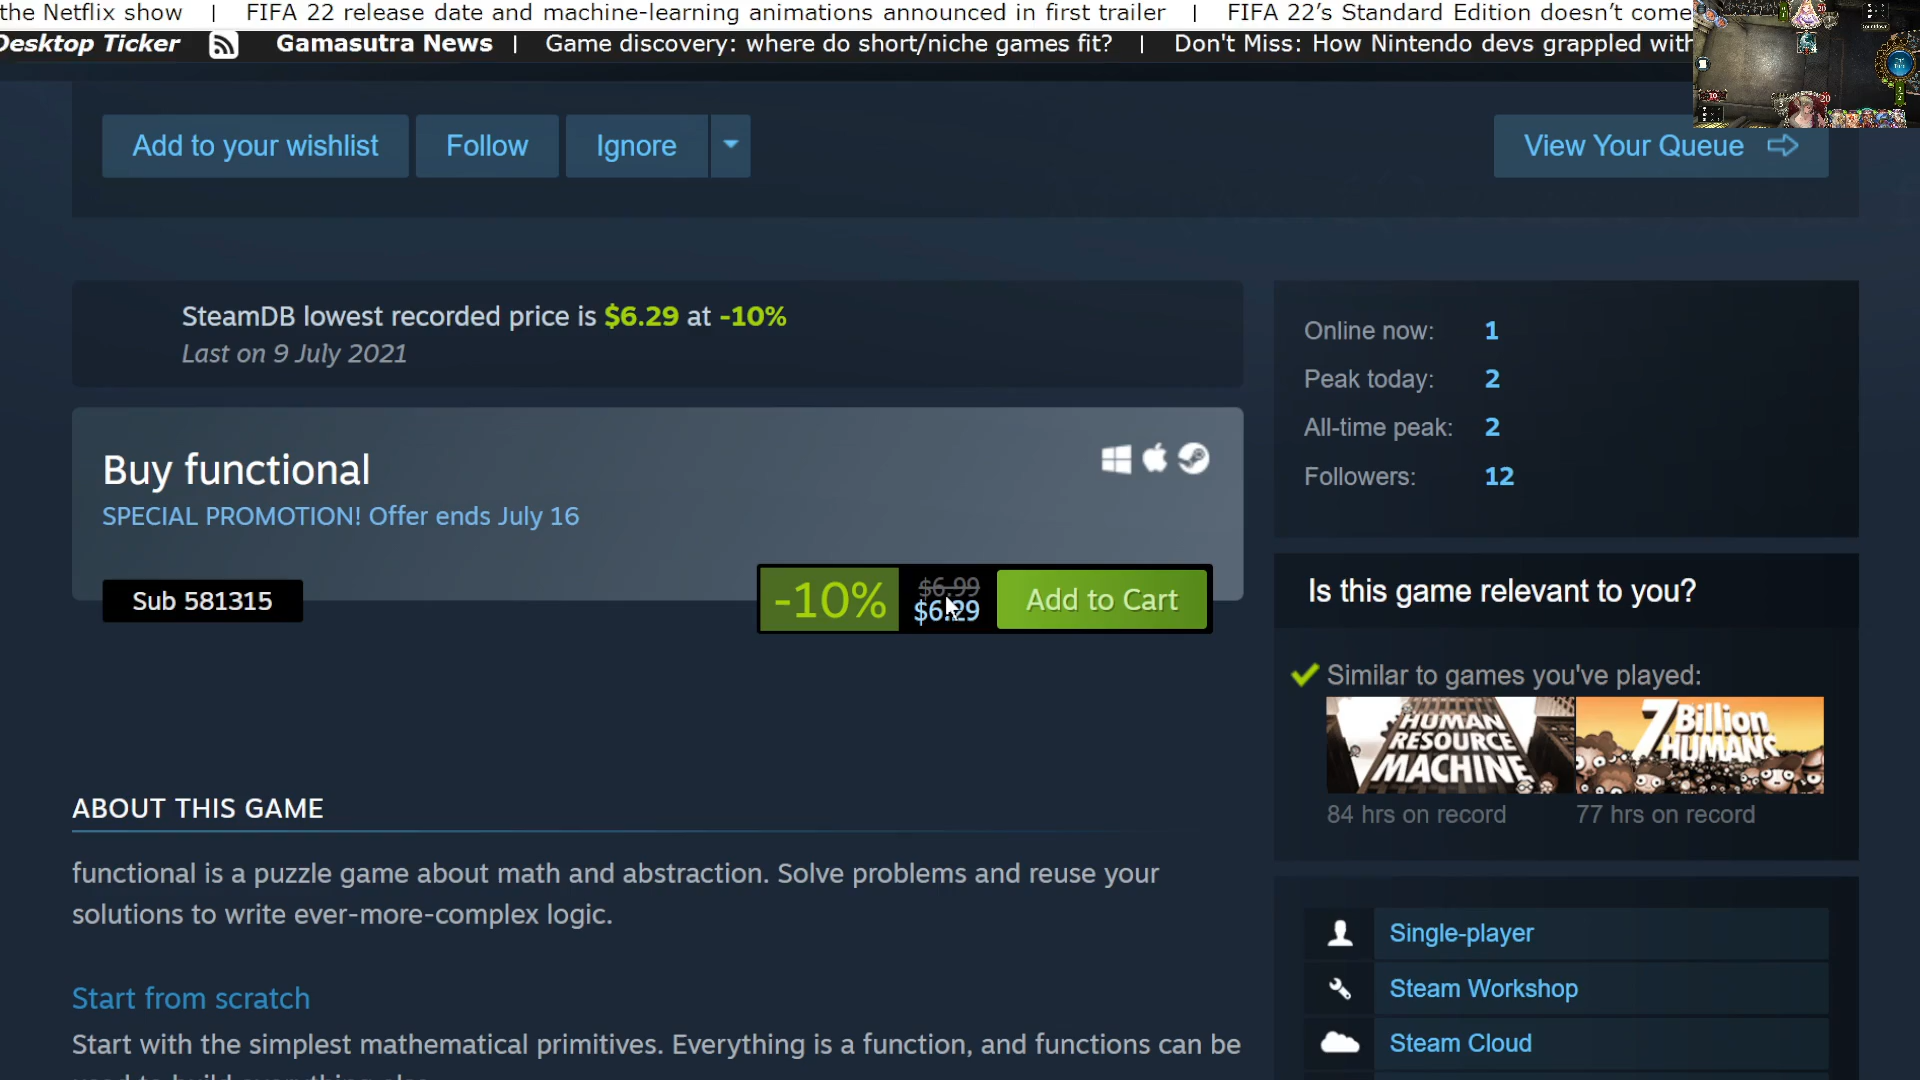 the Netflix show | FIFA 22 release date and machine-learning animations announced in first trailer | FIFA 22's Standard Edition doesn't come
Desktop Ticker Gamasutra News | Game discovery: where do short/niche games fit? | Don't Miss: How Nintendo devs grappled with
Add to your wishlist
Follow
Ignore
View Your Queue
SteamDB lowest recorded price is $6.29 at -10%
Last on 9 July 2021
Buy functional
SPECIAL PROMOTION! Offer ends July 16
Sub 581315
-10%
$6.99
$6.29
Add to Cart
Online now: 1
Peak today: 2
All-time peak: 2
Followers: 12
Is this game relevant to you?
Similar to games you've played:
HUMAN
RESOURCE
MACHINE
7 Billion
HUMANS
84 hrs on record
77 hrs on record
ABOUT THIS GAME
functional is a puzzle game about math and abstraction. Solve problems and reuse your
solutions to write ever-more-complex logic.
Start from scratch
Start with the simplest mathematical primitives. Everything is a function, and functions can be
Single-player
Steam Workshop
Steam Cloud